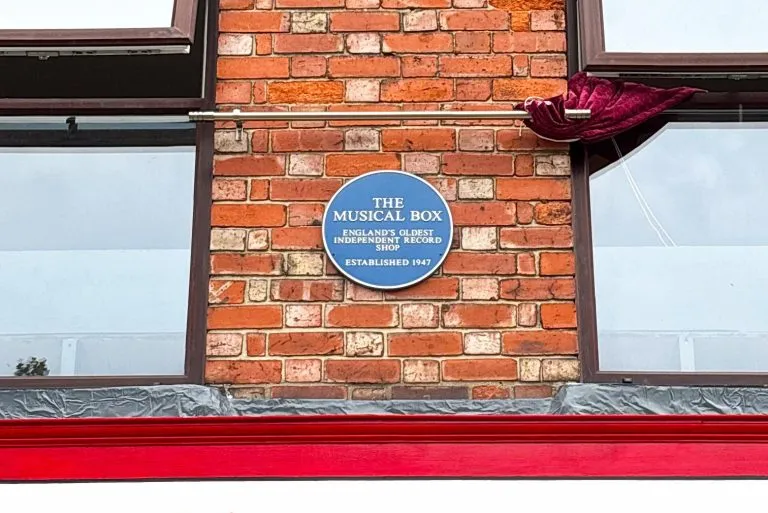 THE
MUSICAL BOX
ENGLAND'S OLDEST
INDEPENDENT RECORD
SHOP
ESTABLISHED 1947